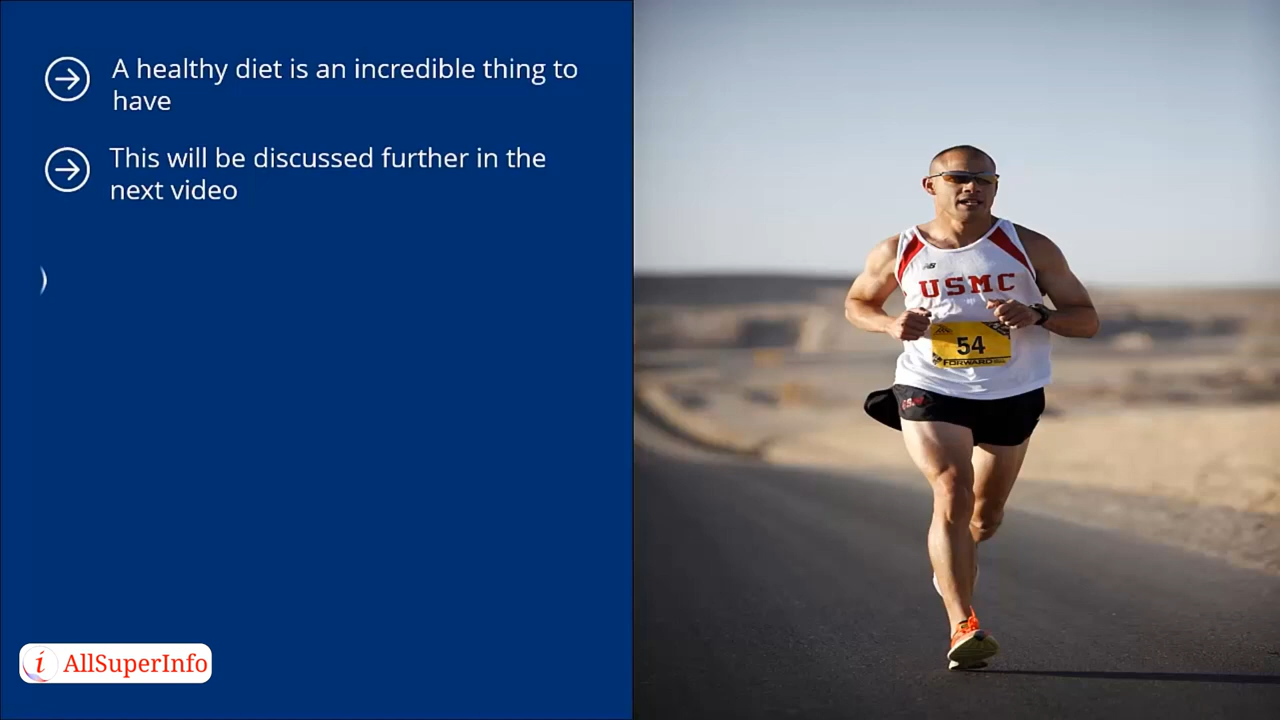 A healthy diet is an incredible thing to
have
This will be discussed further in the
next video
USMC
54
FORWARD
i AllSuperInfo